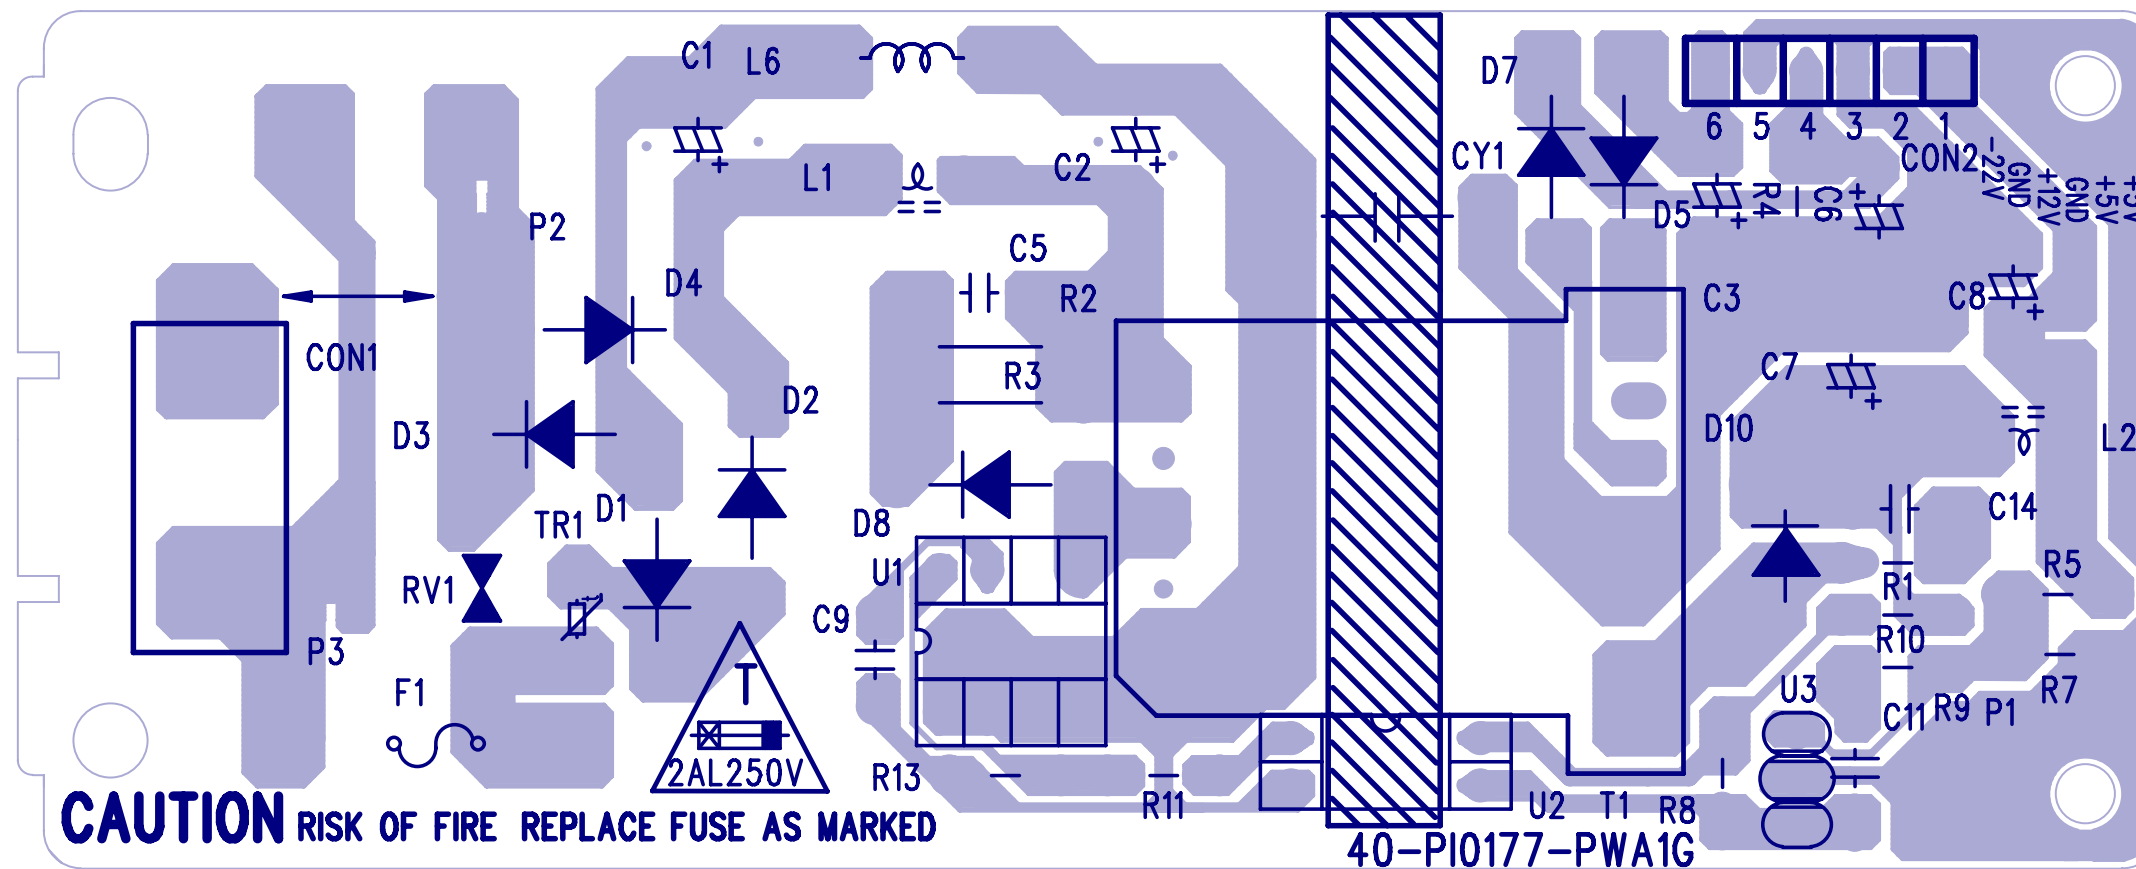 C1
L6
D7
6 5 4 3 2 1
CY1
CON2
-22V
GND
+12V
GND
+5V
+5V
C2
L1
P2
D5
R4
C6
C5
D4
R2
C3
C8
CON1
R3
C7
D2
D3
D10
L2
TR1
D1
D8
C14
RV1
U1
R5
R1
C9
P3
R10
F1
T
U3
R7
R9
P1
C11
2AL250V
R13
R11
U2
T1
R8
CAUTION RISK OF FIRE REPLACE FUSE AS MARKED
40-PI0177-PWA1G